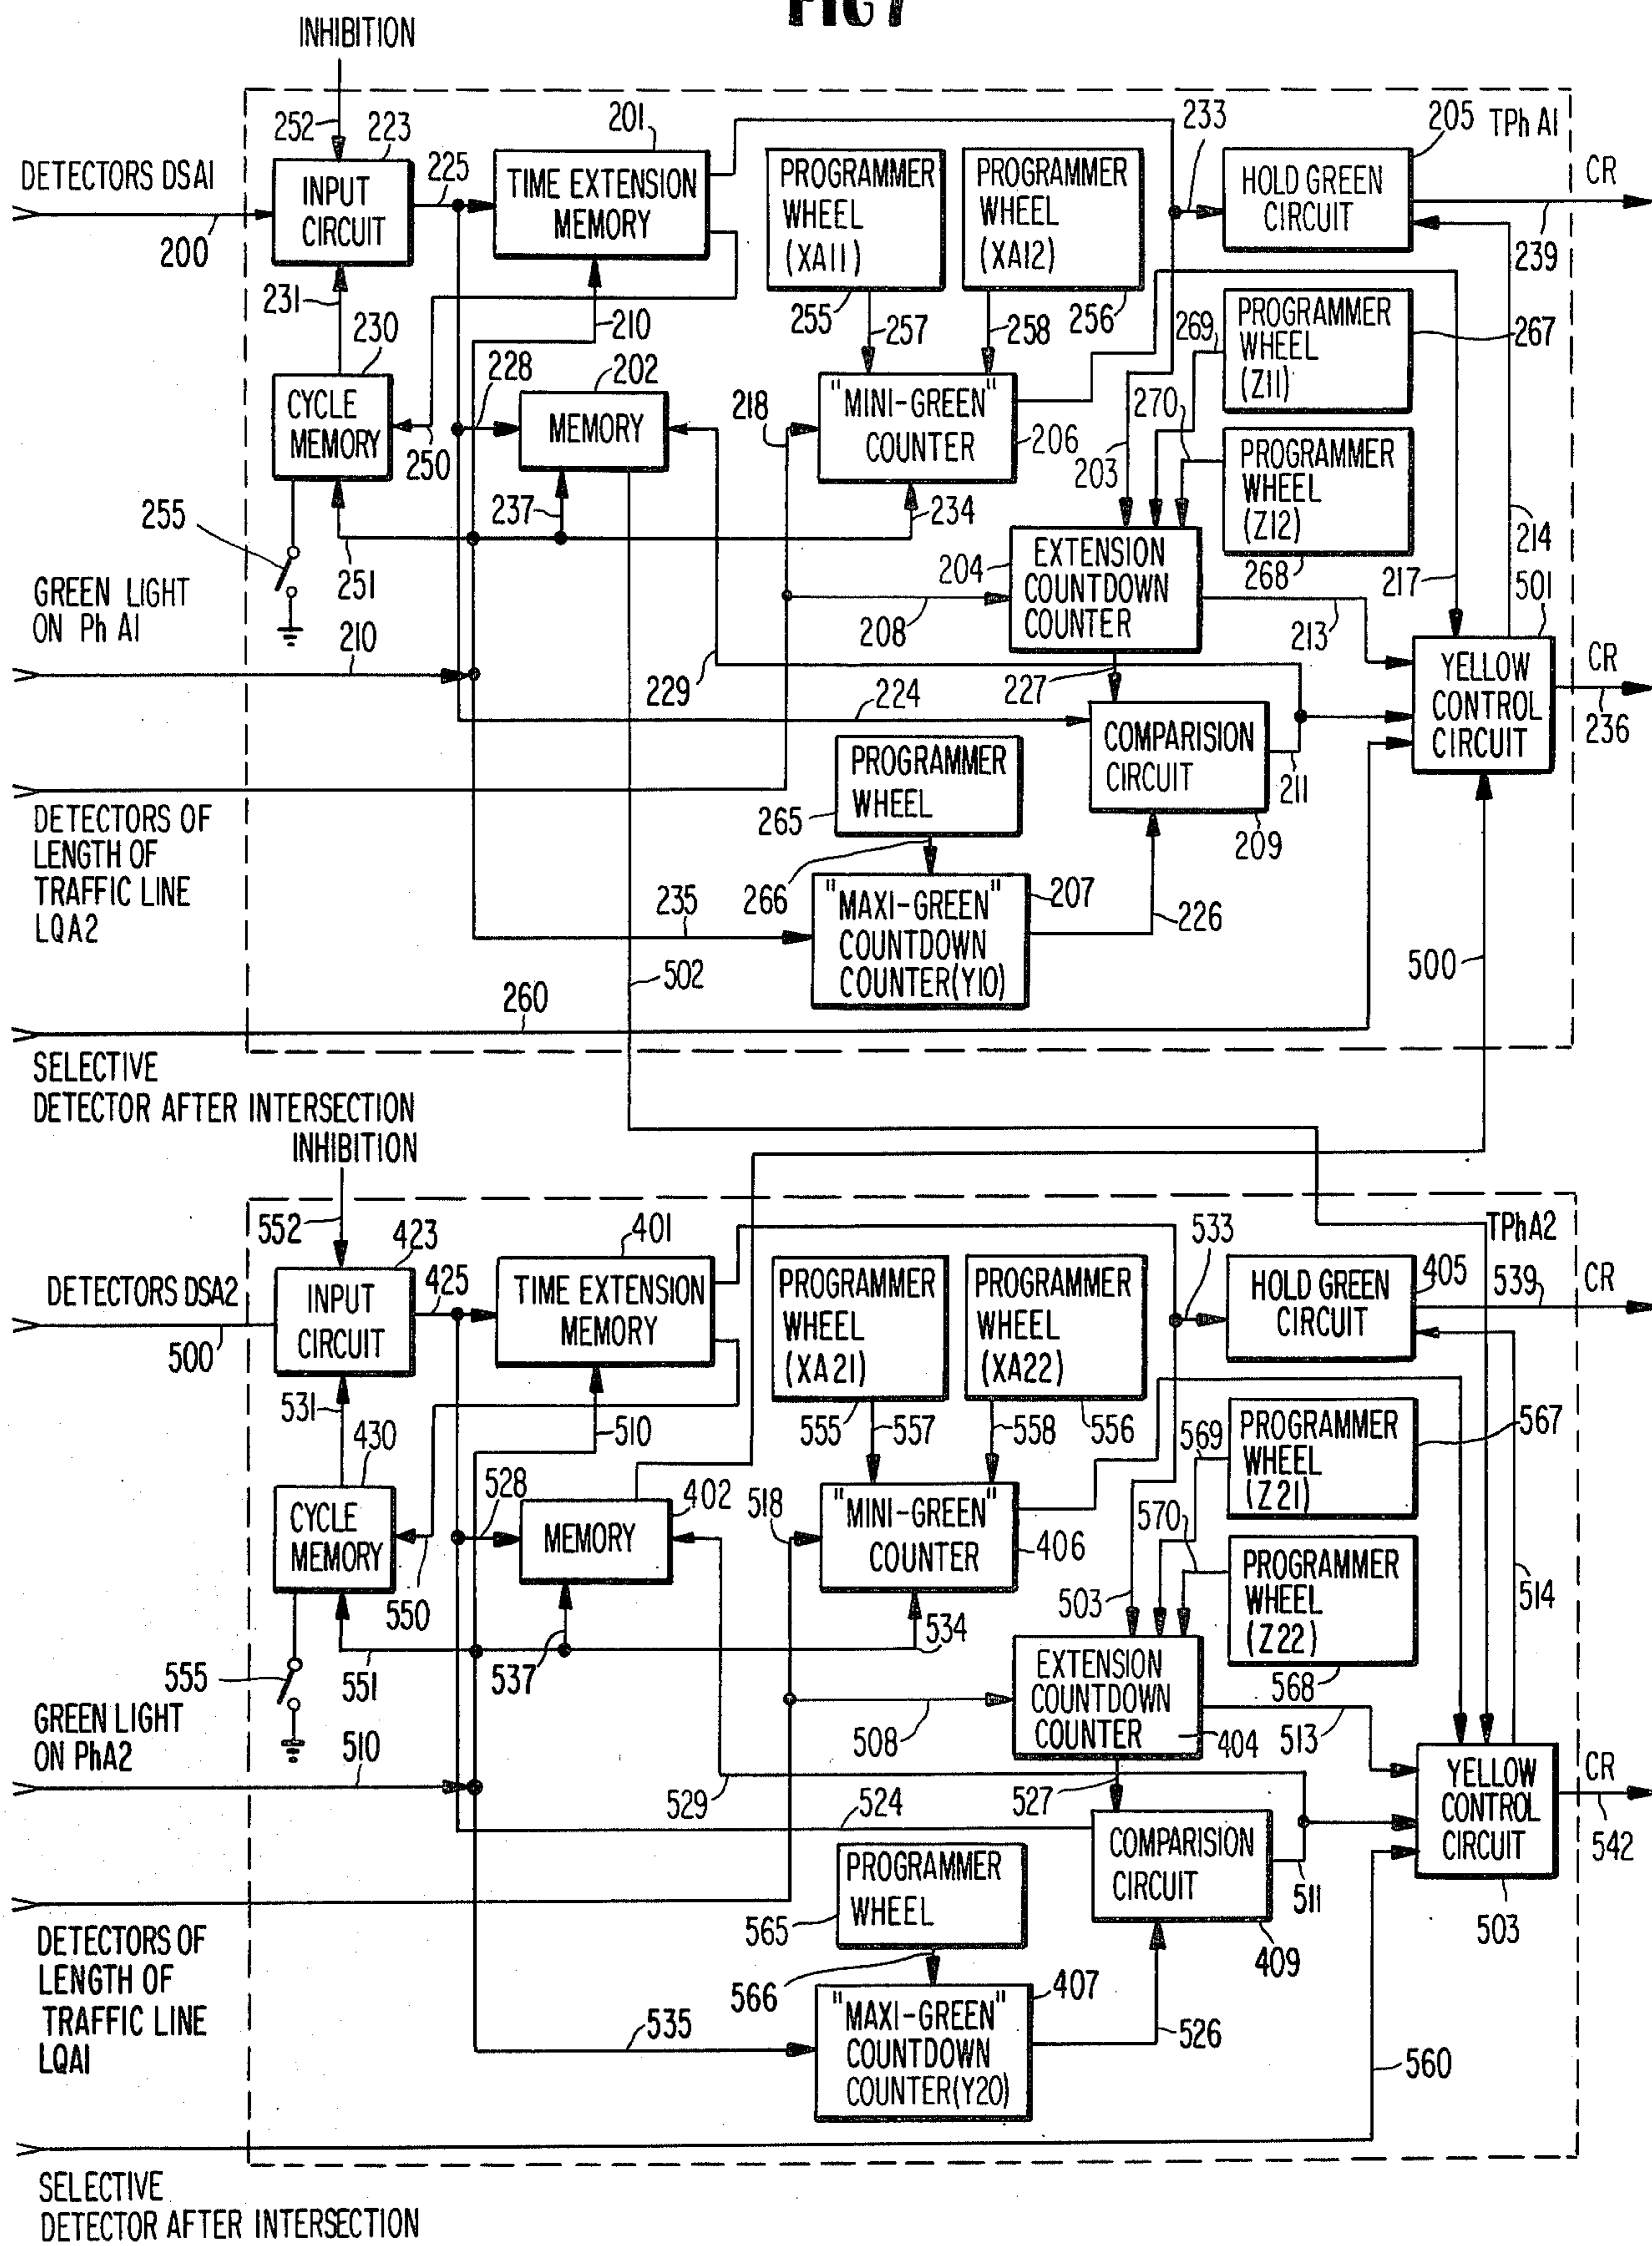 FIG 7
INHIBITION
252
223
201
233
205
TPh A1
DETECTORS DSA1
225
CR
INPUT
CIRCUIT
TIME EXTENSION
MEMORY
PROGRAMMER
WHEEL
(XA11)
PROGRAMMER
WHEEL
(XA12)
HOLD GREEN
CIRCUIT
200
239
231
230
210
255
257
258
256
269
PROGRAMMER
WHEEL
(Z11)
267
228
202
218
270
CYCLE
MEMORY
MEMORY
"MINI-GREEN"
COUNTER
206
203
PROGRAMMER
WHEEL
(Z12)
250
255
237
234
214
251
204
EXTENSION
COUNTDOWN
COUNTER
268
217
501
GREEN LIGHT
ON Ph A1
208
213
210
YELLOW
CONTROL
CIRCUIT
CR
229
227
224
236
COMPARISION
CIRCUIT
PROGRAMMER
WHEEL
211
DETECTORS OF
LENGTH OF
TRAFFIC LINE
LQA2
265
209
235
266
"MAXI-GREEN"
COUNTDOWN
COUNTER(Y10)
207
226
502
500
260
SELECTIVE
DETECTOR AFTER INTERSECTION
INHIBITION
552
423
401
533
TPhA2
405
DETECTORS DSA2
425
539
CR
INPUT
CIRCUIT
TIME EXTENSION
MEMORY
PROGRAMMER
WHEEL
(XA21)
PROGRAMMER
WHEEL
(XA22)
HOLD GREEN
CIRCUIT
500
531
430
510
555
557
558
556
569
PROGRAMMER
WHEEL
(Z21)
567
528
402
518
570
CYCLE
MEMORY
MEMORY
"MINI-GREEN"
COUNTER
406
PROGRAMMER
WHEEL
(Z22)
550
503
514
555
551
537
534
568
EXTENSION
COUNTDOWN
COUNTER
404
GREEN LIGHT
ON PhA2
508
513
510
YELLOW
CONTROL
CIRCUIT
CR
529
524
527
542
COMPARISION
CIRCUIT
PROGRAMMER
WHEEL
511
503
DETECTORS OF
LENGTH OF
TRAFFIC LINE
LQA1
565
409
566
407
535
"MAXI-GREEN"
COUNTDOWN
COUNTER(Y20)
526
560
SELECTIVE
DETECTOR AFTER INTERSECTION